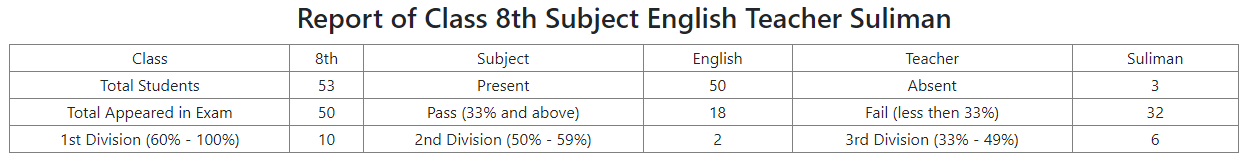 Report of Class 8th Subject English Teacher Suliman
Class 8th Subject English Teacher Suliman
Total Students 53 Present 50 Absent 3
Total Appeared in Exam 50 Pass (33% and above) 18 Fail (less then 33%) 32
1st Division (60% - 100%) 10 2nd Division (50% - 59%) 2 3rd Division (33% - 49%) 6